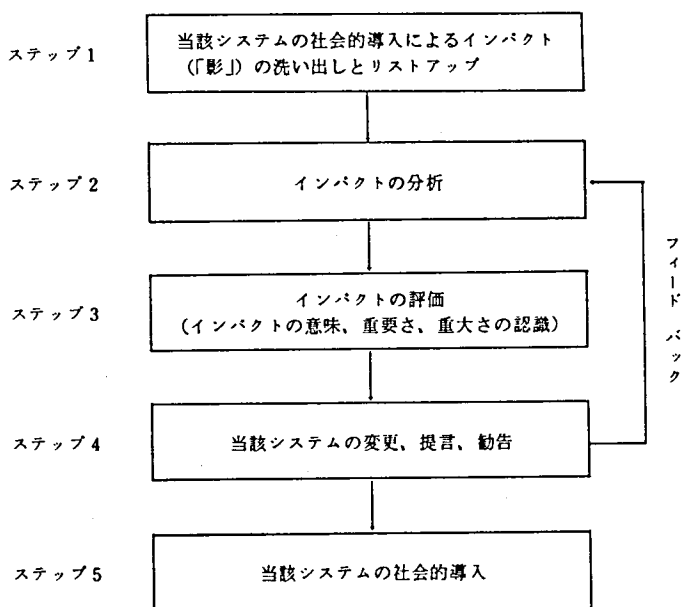 ステップ1
当該システムの社会的導入によるインパクト
(「影」)の洗い出しとリストアップ
ステップ2
インパクトの分析
ステップ3
インパクトの評価
(インパクトの意味、重要さ、重大さの認識)
ステップ4
当該システムの変更、提言、勧告
フィードバック
ステップ5
当該システムの社会的導入